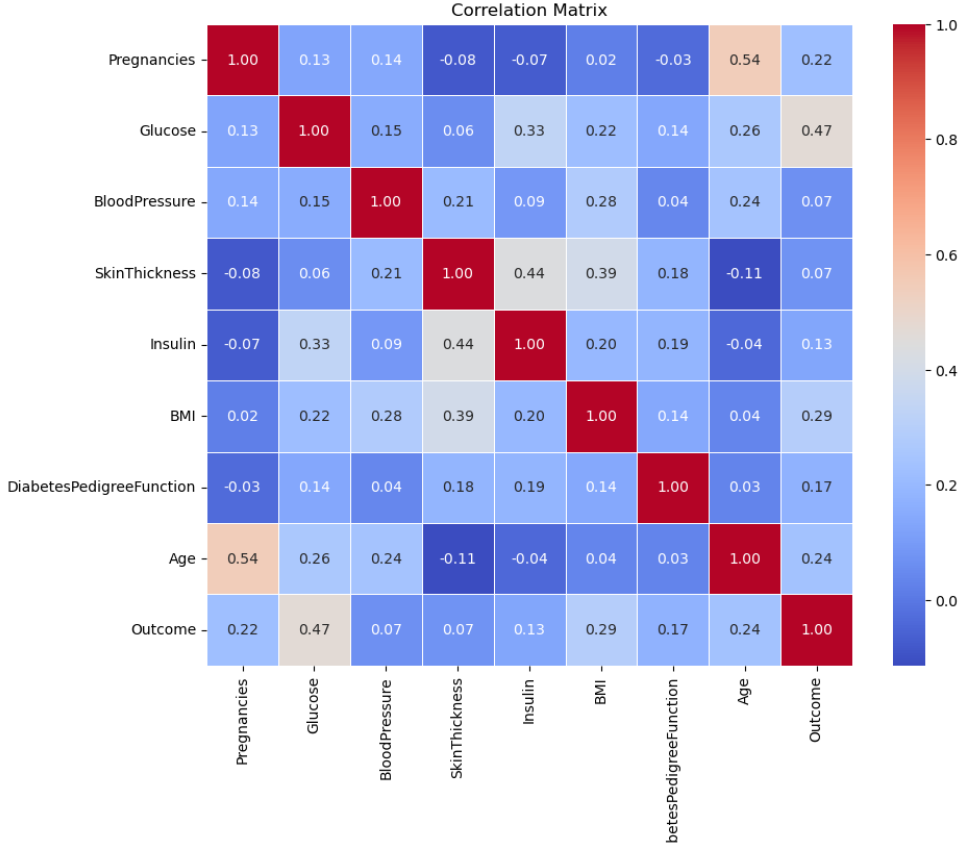 Correlation Matrix
Pregnancies 1.00 0.13 0.14 -0.08 -0.07 0.02 -0.03 0.54 0.22
Glucose 0.13 1.00 0.15 0.06 0.33 0.22 0.14 0.26 0.47
BloodPressure 0.14 0.15 1.00 0.21 0.09 0.28 0.04 0.24 0.07
SkinThickness -0.08 0.06 0.21 1.00 0.44 0.39 0.18 -0.11 0.07
Insulin -0.07 0.33 0.09 0.44 1.00 0.20 0.19 -0.04 0.13
BMI 0.02 0.22 0.28 0.39 0.20 1.00 0.14 0.04 0.29
DiabetesPedigreeFunction -0.03 0.14 0.04 0.18 0.19 0.14 1.00 0.03 0.17
Age 0.54 0.26 0.24 -0.11 -0.04 0.04 0.03 1.00 0.24
Outcome 0.22 0.47 0.07 0.07 0.13 0.29 0.17 0.24 1.00
Pregnancies
Glucose
BloodPressure
SkinThickness
Insulin
BMI
betesPedigreeFunction
Age
Outcome
1.0
0.8
0.6
0.4
0.2
0.0